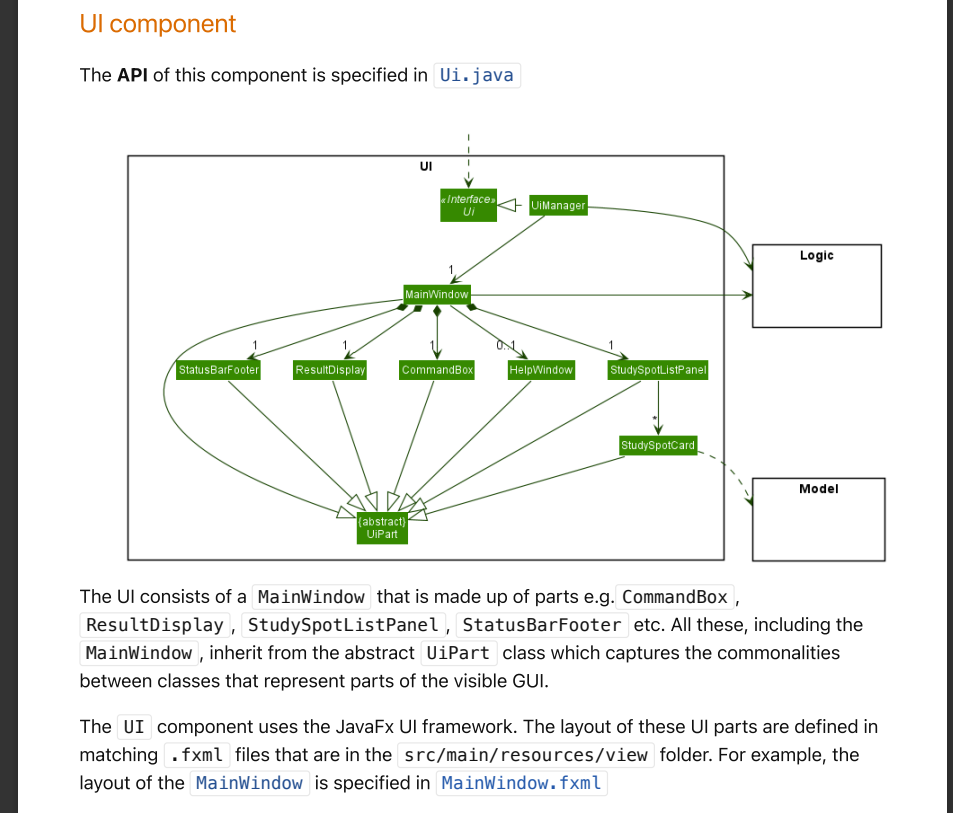 UI component
The API of this component is specified in Ui.java
UI
«Interface»
Ui
UiManager
Logic
1
MainWindow
1
1
1
0..1
1
StatusBarFooter
ResultDisplay
CommandBox
HelpWindow
StudySpotListPanel
*
StudySpotCard
Model
{abstract}
UiPart
The UI consists of a MainWindow that is made up of parts e.g. CommandBox ,
ResultDisplay , StudySpotListPanel , StatusBarFooter etc. All these, including the
MainWindow , inherit from the abstract UiPart class which captures the commonalities
between classes that represent parts of the visible GUI.
The UI component uses the JavaFx UI framework. The layout of these UI parts are defined in
matching .fxml files that are in the src/main/resources/view folder. For example, the
layout of the MainWindow is specified in MainWindow.fxml